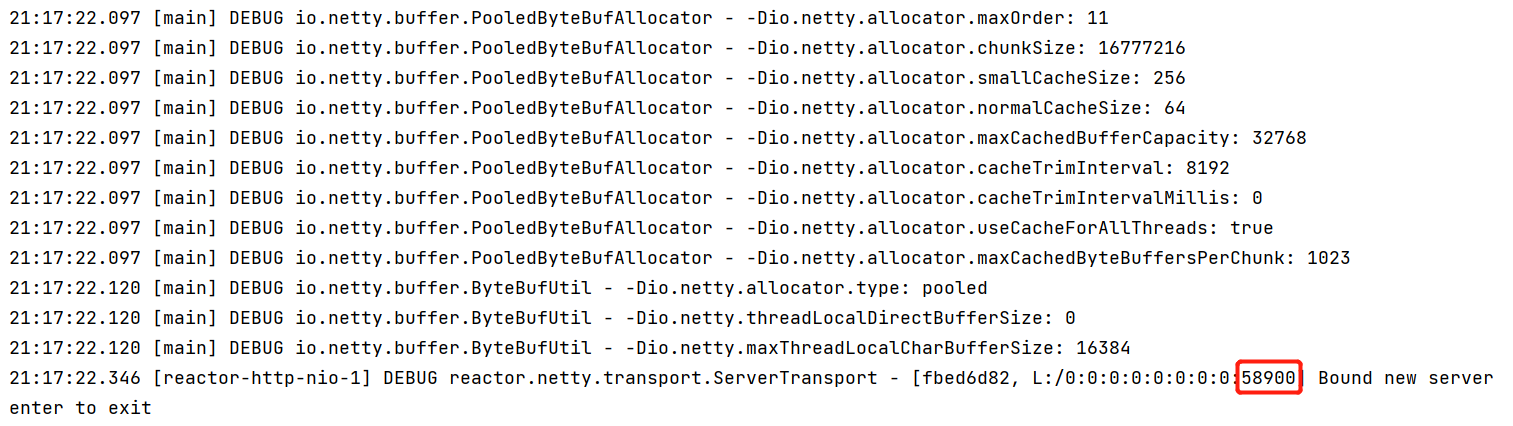 21:17:22.097 [main] DEBUG io.netty.buffer.PooledByteBufAllocator - -Dio.netty.allocator.maxOrder: 11
21:17:22.097 [main] DEBUG io.netty.buffer.PooledByteBufAllocator - -Dio.netty.allocator.chunkSize: 16777216
21:17:22.097 [main] DEBUG io.netty.buffer.PooledByteBufAllocator - -Dio.netty.allocator.smallCacheSize: 256
21:17:22.097 [main] DEBUG io.netty.buffer.PooledByteBufAllocator - -Dio.netty.allocator.normalCacheSize: 64
21:17:22.097 [main] DEBUG io.netty.buffer.PooledByteBufAllocator - -Dio.netty.allocator.maxCachedBufferCapacity: 32768
21:17:22.097 [main] DEBUG io.netty.buffer.PooledByteBufAllocator - -Dio.netty.allocator.cacheTrimInterval: 8192
21:17:22.097 [main] DEBUG io.netty.buffer.PooledByteBufAllocator - -Dio.netty.allocator.cacheTrimIntervalMillis: 0
21:17:22.097 [main] DEBUG io.netty.buffer.PooledByteBufAllocator - -Dio.netty.allocator.useCacheForAllThreads: true
21:17:22.097 [main] DEBUG io.netty.buffer.PooledByteBufAllocator - -Dio.netty.allocator.maxCachedByteBuffersPerChunk: 1023
21:17:22.120 [main] DEBUG io.netty.buffer.ByteBufUtil - -Dio.netty.allocator.type: pooled
21:17:22.120 [main] DEBUG io.netty.buffer.ByteBufUtil - -Dio.netty.threadLocalDirectBufferSize: 0
21:17:22.120 [main] DEBUG io.netty.buffer.ByteBufUtil - -Dio.netty.maxThreadLocalCharBufferSize: 16384
21:17:22.346 [reactor-http-nio-1] DEBUG reactor.netty.transport.ServerTransport - [fbed6d82, L:/0:0:0:0:0:0:0:0:58900] Bound new server
enter to exit